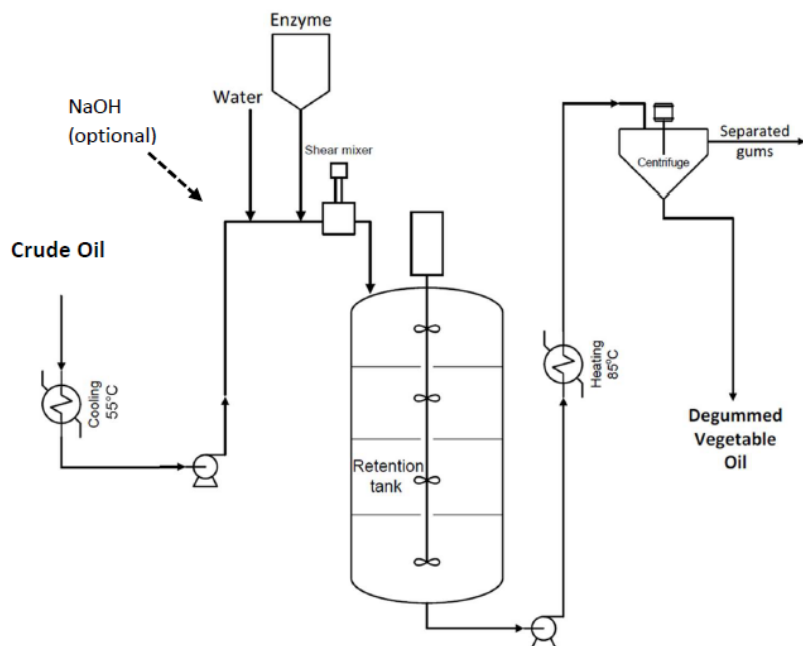 Enzyme
Water
NaOH
(optional)
Shear mixer
Crude Oil
Cooling
55°C
Retention
tank
Heating
85°C
Centrifuge
Separated
gums
Degummed
Vegetable
Oil